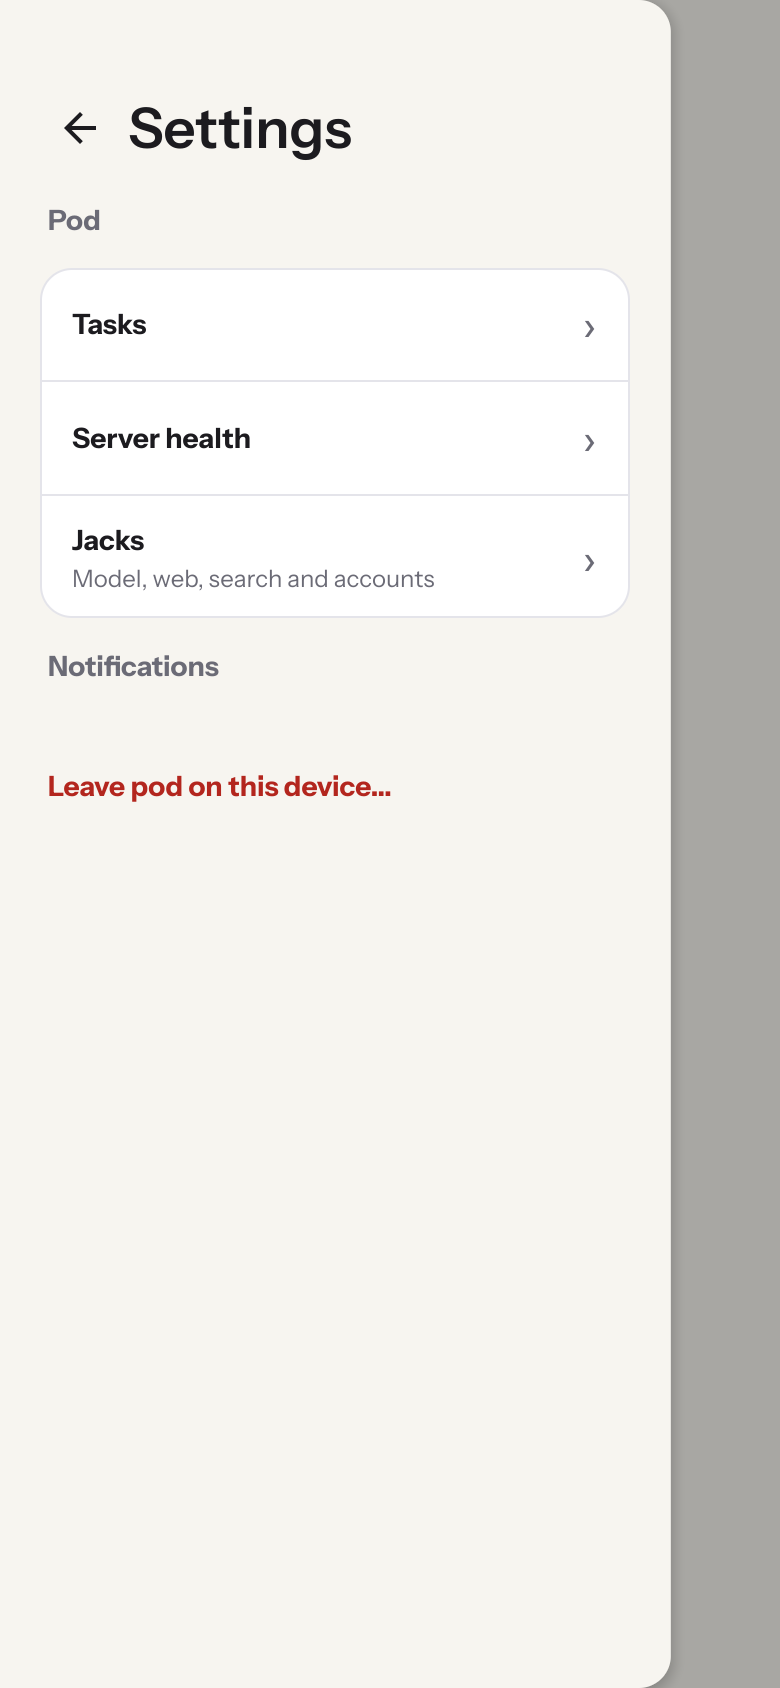 Settings
Pod
Tasks
Server health
Jacks
Model, web, search and accounts
Notifications
Leave pod on this device...